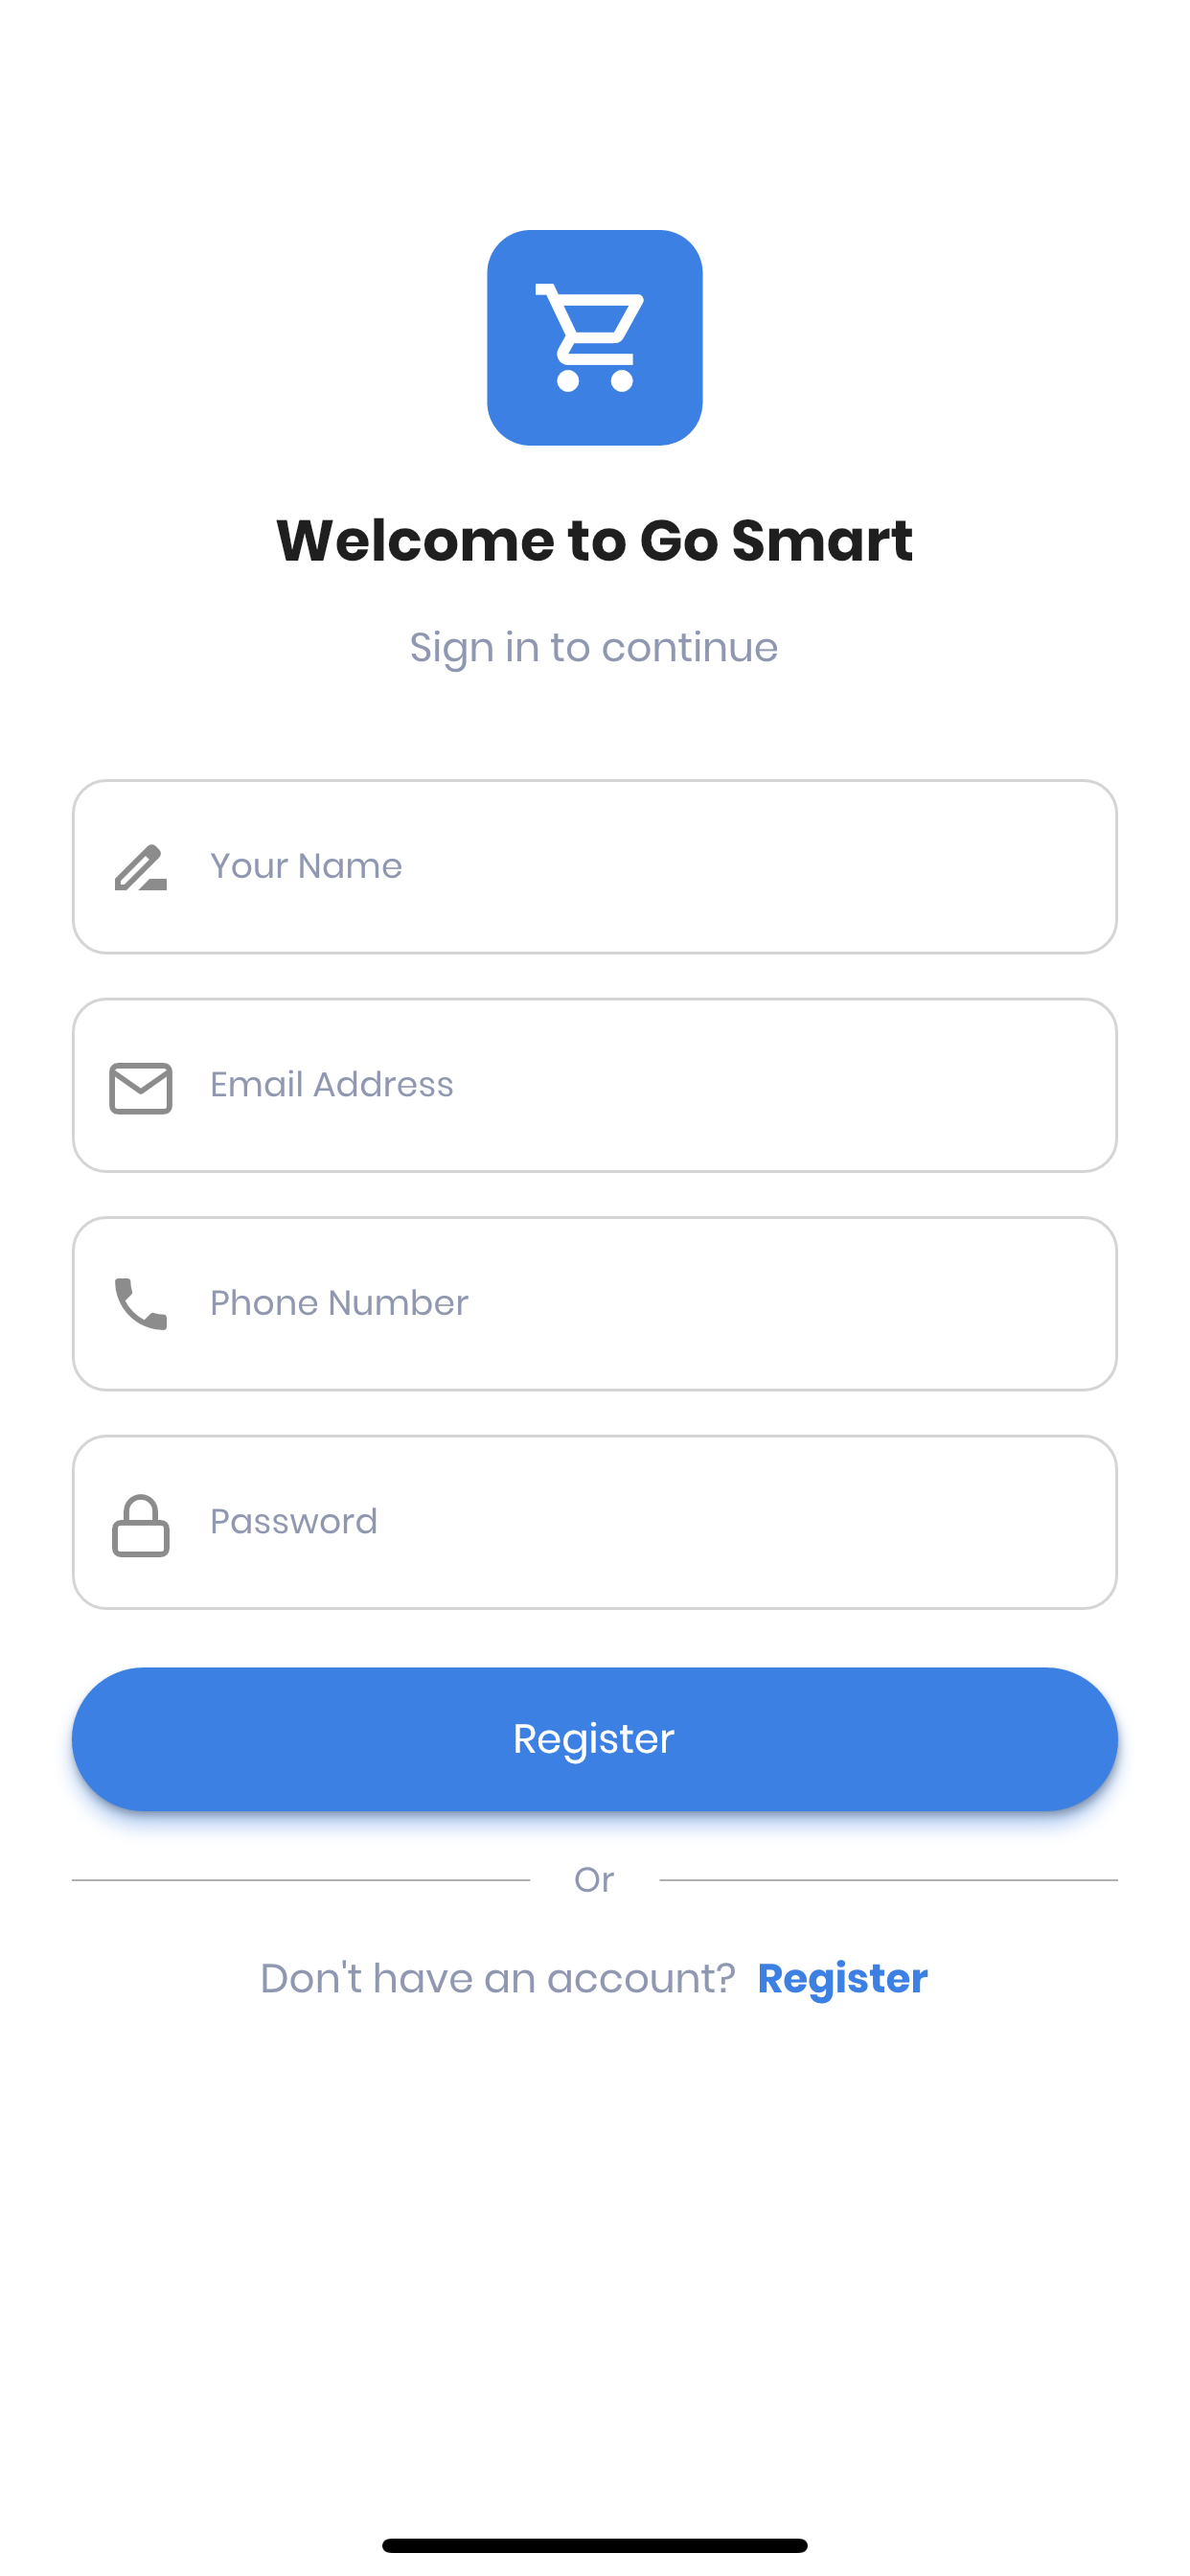 Welcome to Go Smart
Sign in to continue
Your Name
Email Address
Phone Number
Password
Register
Or
Don't have an account? Register